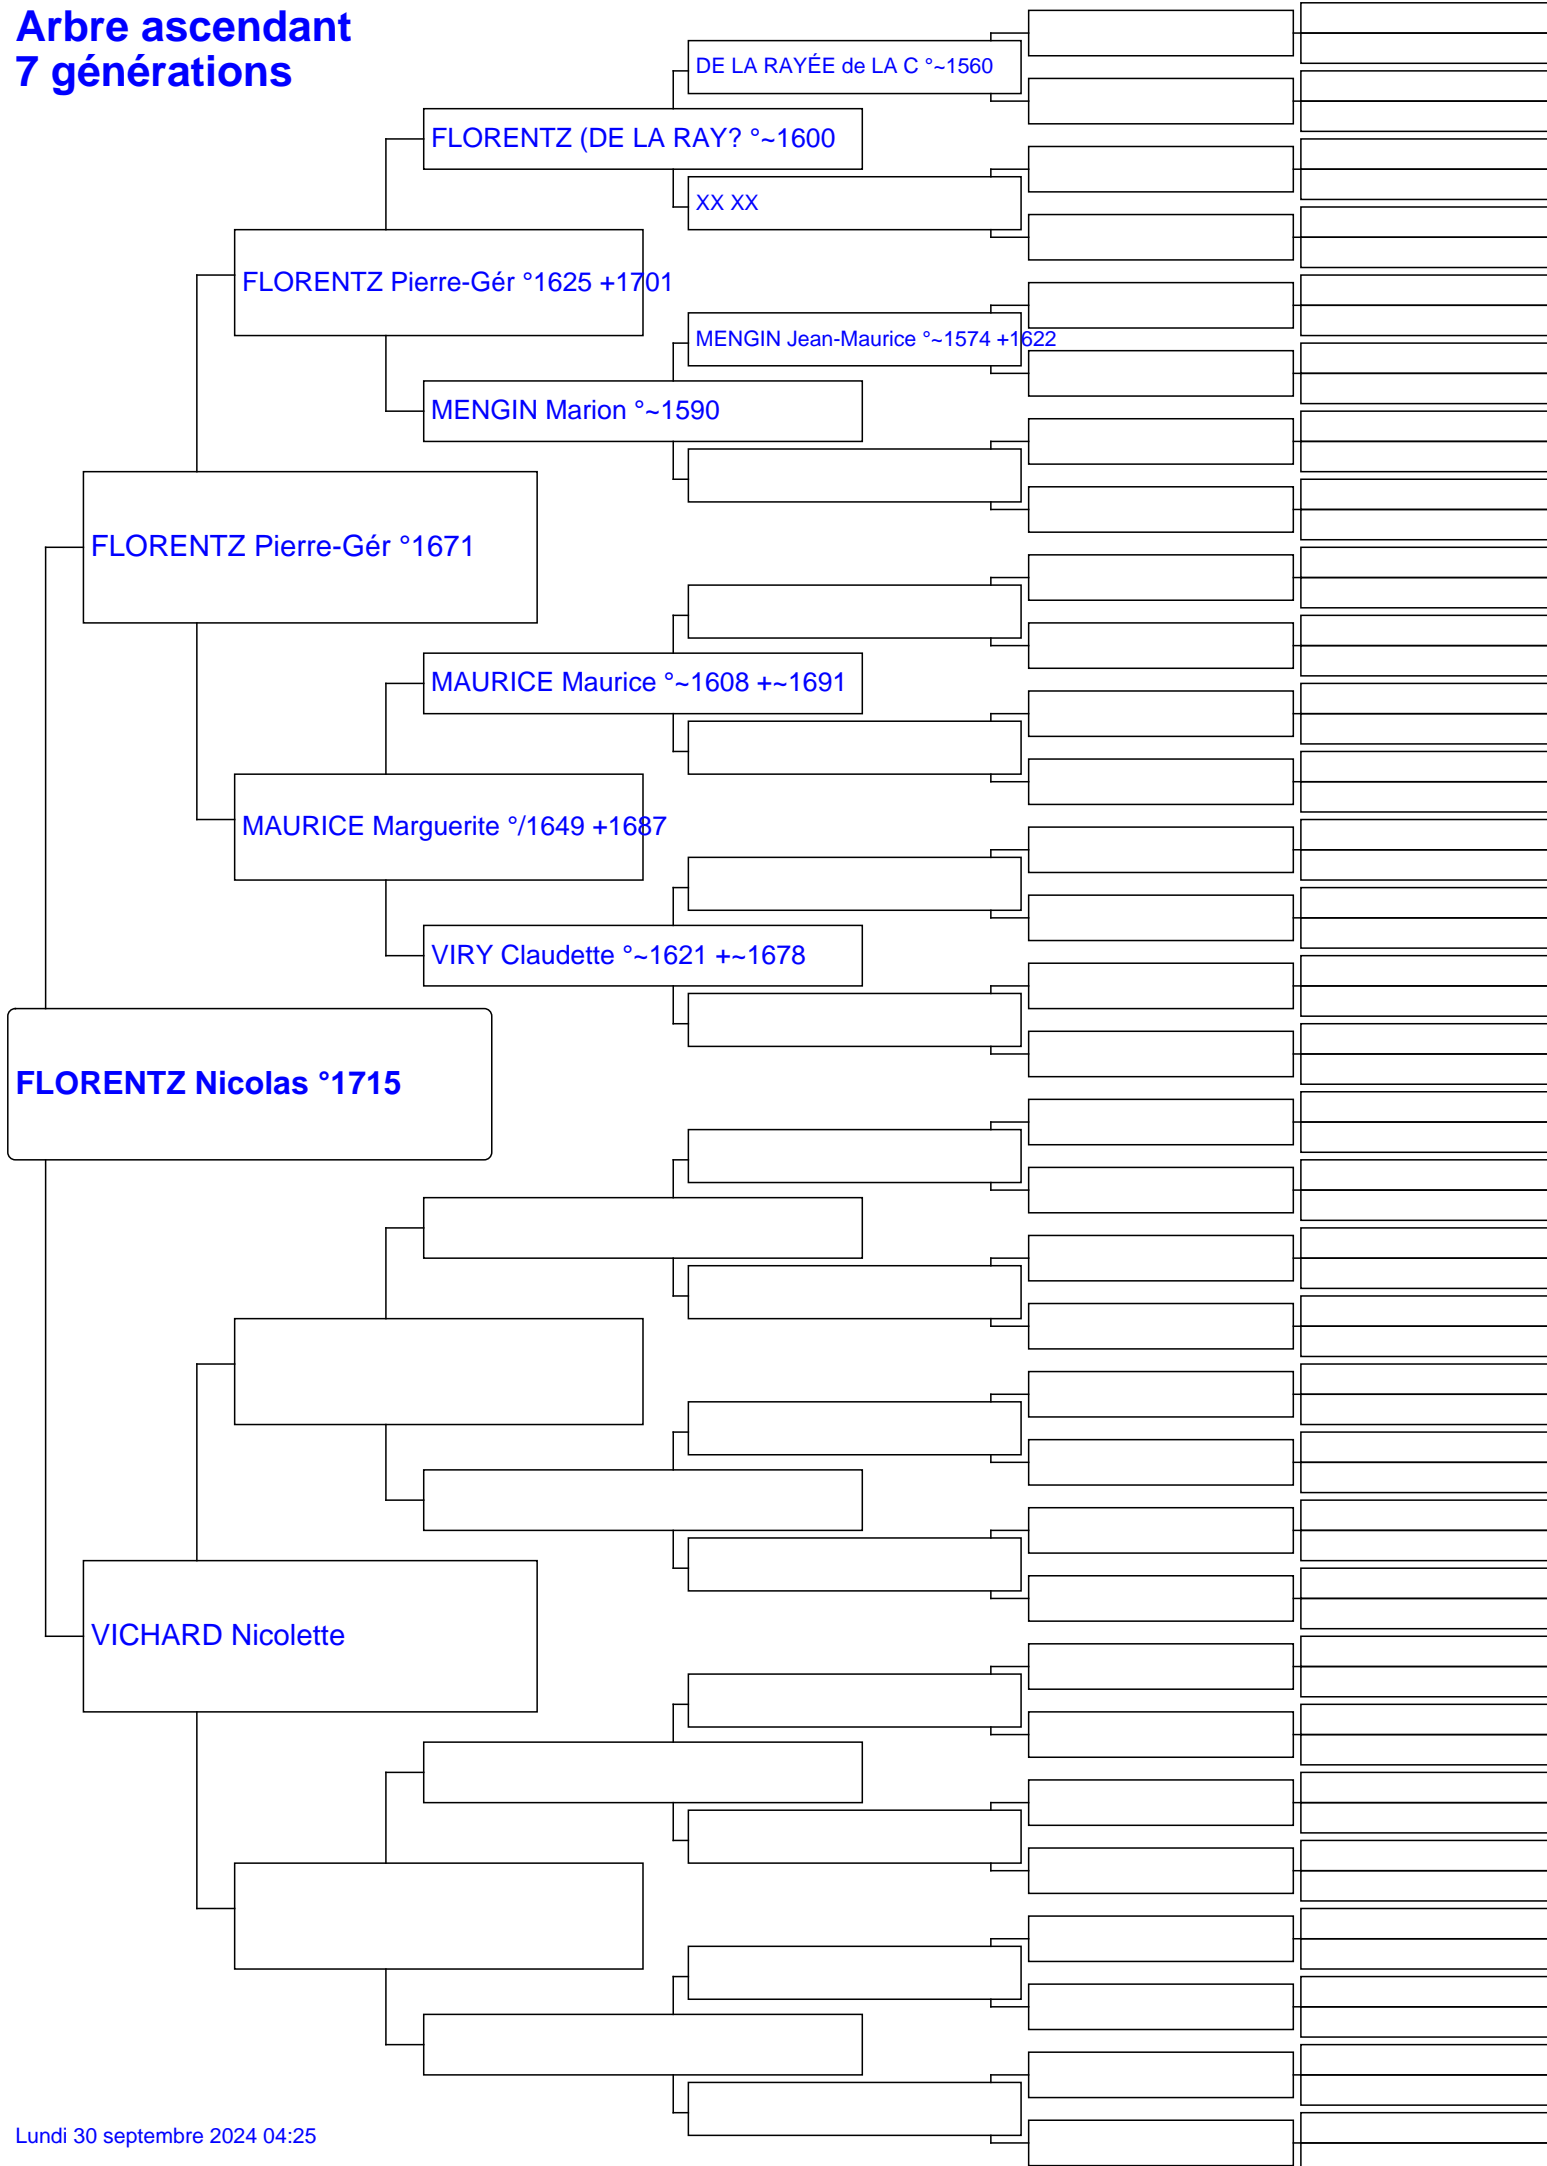 Arbre ascendant
7 générations
DE LA RAYÉE de LA C °~1560
FLORENTZ (DE LA RAY? °~1600
XX XX
FLORENTZ Pierre-Gér °1625 +1701
MENGIN Jean-Maurice °~1574 +1622
MENGIN Marion °~1590
FLORENTZ Pierre-Gér °1671
MAURICE Maurice °~1608 +~1691
MAURICE Marguerite °/1649 +1687
VIRY Claudette °~1621 +~1678
FLORENTZ Nicolas °1715
VICHARD Nicolette
Lundi 30 septembre 2024 04:25